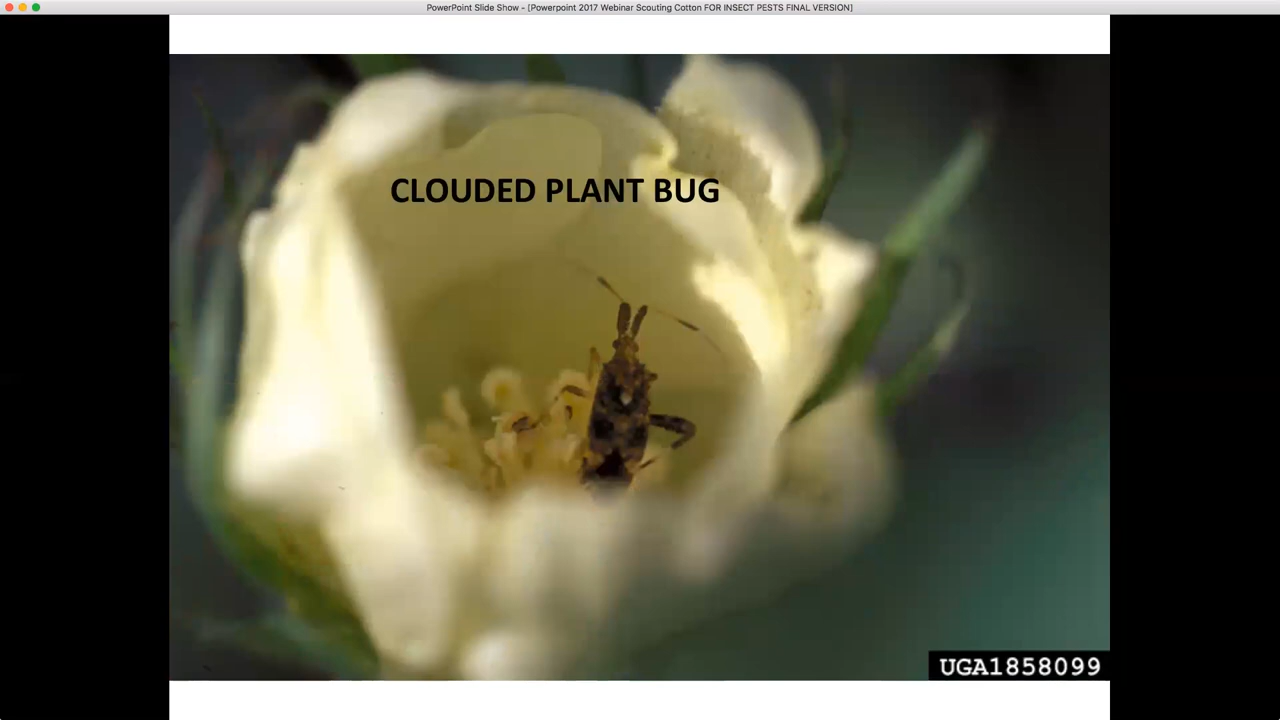 PowerPoint Slide Show - [Powerpoint 2017 Webinar Scouting Cotton FOR INSECT PESTS FINAL VERSION]
CLOUDED PLANT BUG
UGA1858099